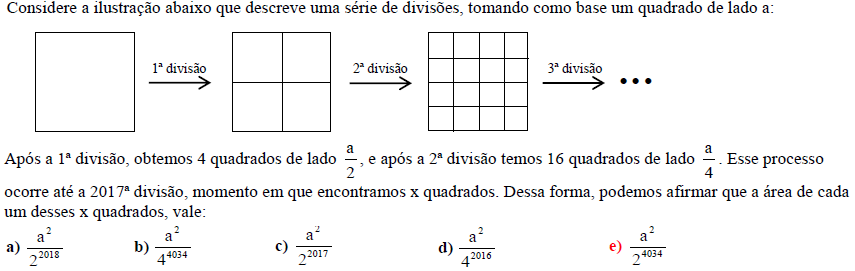 Considere a ilustração abaixo que descreve uma série de divisões, tomando como base um quadrado de lado a:
1ª divisão 2ª divisão 3ª divisão •••
Após a 1ª divisão, obtemos 4 quadrados de lado a/2, e após a 2ª divisão temos 16 quadrados de lado a/4. Esse processo
ocorre até a 2017ª divisão, momento em que encontramos x quadrados. Dessa forma, podemos afirmar que a área de cada
um desses x quadrados, vale:
a) a²/2²⁰¹⁸ b) a²/4⁴⁰³⁴ c) a²/2²⁰¹⁷ d) a²/4²⁰¹⁶ e) a²/2⁴⁰³⁴